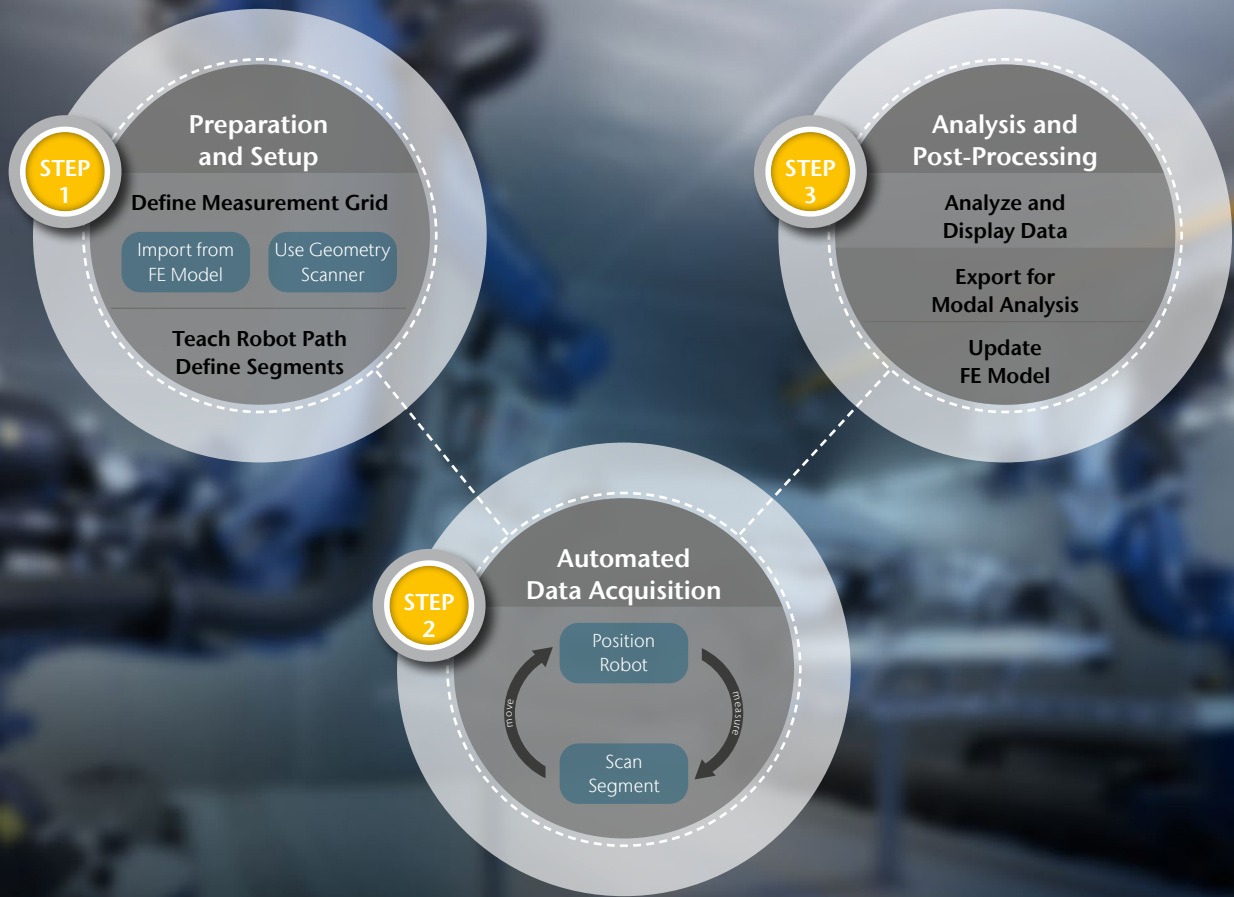 STEP
1
Preparation
and Setup
Define Measurement Grid
Import from
FE Model
Use Geometry
Scanner
Teach Robot Path
Define Segments
STEP
2
Automated
Data Acquisition
Position
Robot
move
measure
Scan
Segment
STEP
3
Analysis and
Post-Processing
Analyze and
Display Data
Export for
Modal Analysis
Update
FE Model